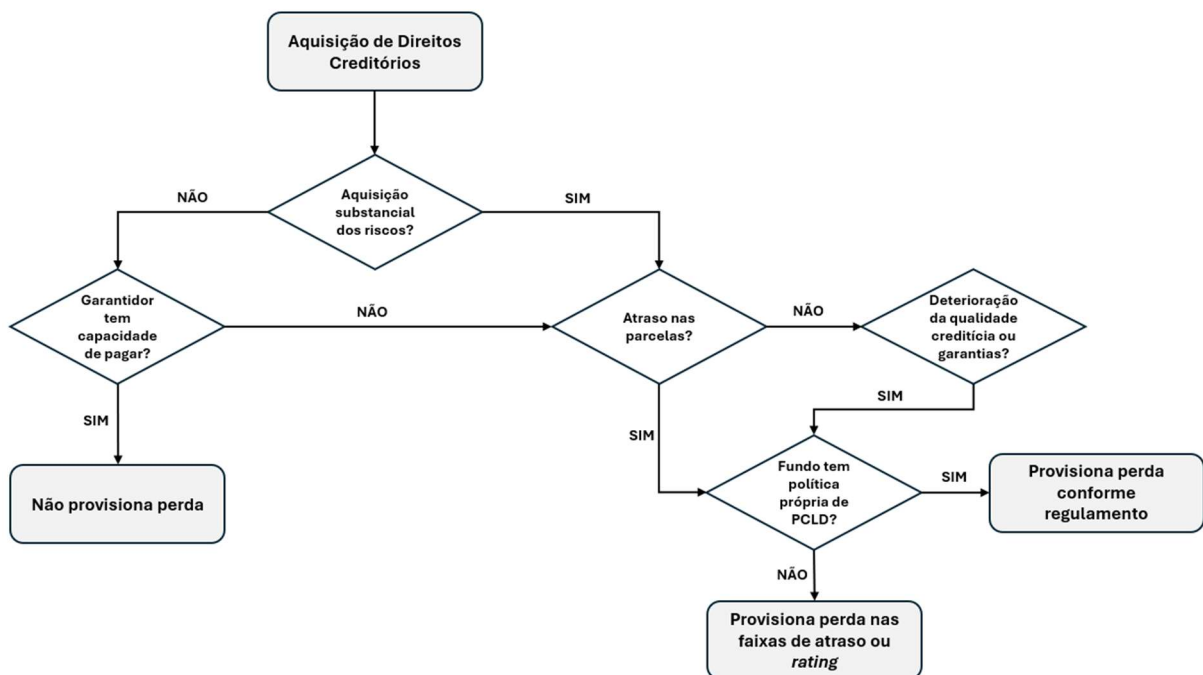 Aquisição de Direitos
Creditórios
NÃO
Aquisição
substancial
dos riscos?
SIM
Garantidor
tem
capacidade
de pagar?
NÃO
Atraso nas
parcelas?
NÃO
Deterioração
da qualidade
creditícia ou
garantias?
SIM
SIM
SIM
Não provisiona perda
Fundo tem
política
própria de
PCLD?
SIM
Provisiona perda
conforme
regulamento
NÃO
Provisiona perda nas
faixas de atraso ou
rating